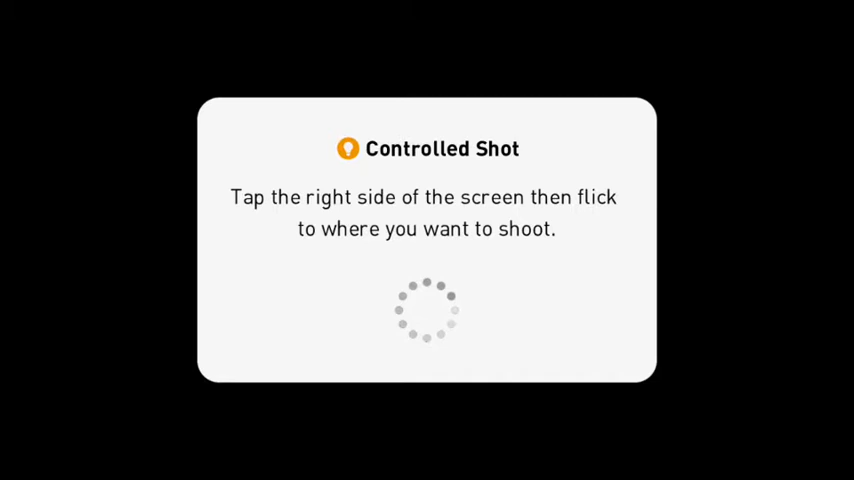 Controlled Shot
Tap the right side of the screen then flick
to where you want to shoot.